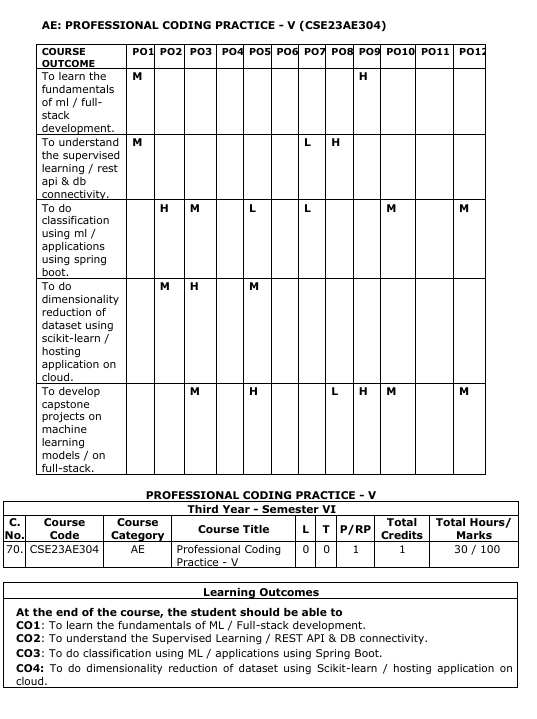 AE: PROFESSIONAL CODING PRACTICE - V (CSE23AE304)
COURSE OUTCOME PO1 PO2 PO3 PO4 PO5 PO6 PO7 PO8 PO9 PO10 PO11 PO12
To learn the M H
fundamentals
of ml / full-
stack
development.
To understand M L H
the supervised
learning / rest
api & db
connectivity.
To do H M L L M M
classification
using ml /
applications
using spring
boot.
To do M H M
dimensionality
reduction of
dataset using
scikit-learn /
hosting
application on
cloud.
To develop M H L H M M
capstone
projects on
machine
learning
models / on
full-stack.
PROFESSIONAL CODING PRACTICE - V
Third Year - Semester VI
C. No. Course Code Course Category Course Title L T P/RP Total Credits Total Hours/ Marks
70. CSE23AE304 AE Professional Coding 0 0 1 1 30 / 100
Practice - V
Learning Outcomes
At the end of the course, the student should be able to
CO1: To learn the fundamentals of ML / Full-stack development.
CO2: To understand the Supervised Learning / REST API & DB connectivity.
CO3: To do classification using ML / applications using Spring Boot.
CO4: To do dimensionality reduction of dataset using Scikit-learn / hosting application on
cloud.